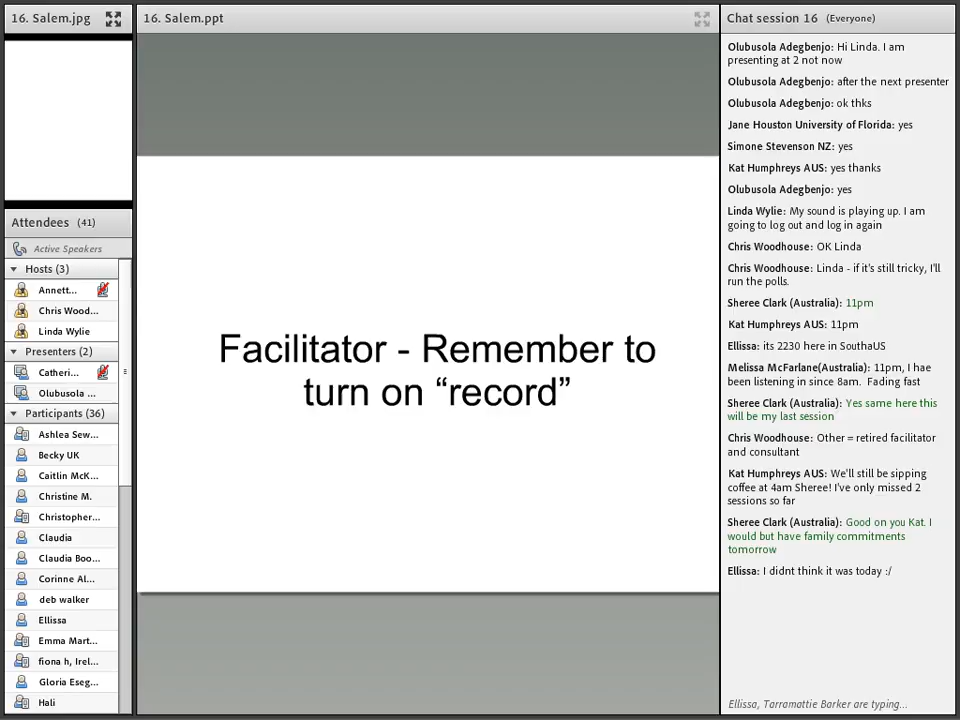 16. Salem.jpg
16. Salem.ppt
Chat session 16 (Everyone)
Attendees (41)
Active Speakers
Hosts (3)
Annett...
Chris Wood...
Linda Wylie
Presenters (2)
Catheri...
Olubusola ...
Participants (36)
Ashlea Sew...
Becky UK
Caitlin McK...
Christine M.
Christopher...
Claudia
Claudia Boo...
Corinne Al...
deb walker
Ellissa
Emma Mart...
fiona h, Irel...
Gloria Eseg...
Hali
Facilitator - Remember to
turn on “record”
Olubusola Adegbenjo: Hi Linda. I am
presenting at 2 not now
Olubusola Adegbenjo: after the next presenter
Olubusola Adegbenjo: ok thks
Jane Houston University of Florida: yes
Simone Stevenson NZ: yes
Kat Humphreys AUS: yes thanks
Olubusola Adegbenjo: yes
Linda Wylie: My sound is playing up. I am
going to log out and log in again
Chris Woodhouse: OK Linda
Chris Woodhouse: Linda - if it's still tricky, I'll
run the polls.
Sheree Clark (Australia): 11pm
Kat Humphreys AUS: 11pm
Ellissa: its 2230 here in SouthaUS
Melissa McFarlane(Australia): 11pm, I hae
been listening in since 8am. Fading fast
Sheree Clark (Australia): Yes same here this
will be my last session
Chris Woodhouse: Other = retired facilitator
and consultant
Kat Humphreys AUS: We'll still be sipping
coffee at 4am Sheree! I've only missed 2
sessions so far
Sheree Clark (Australia): Good on you Kat. I
would but have family commitments
tomorrow
Ellissa: I didnt think it was today :/
Ellissa, Tarramattie Barker are typing...